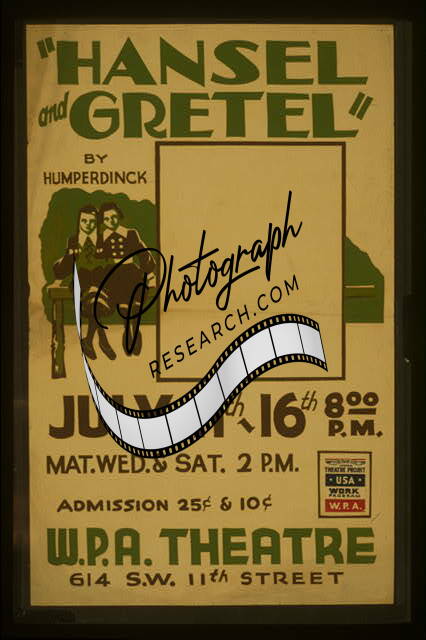 "HANSEL
and GRETEL"
BY
HUMPERDINCK
Photograph
RESEARCH.COM
JULY th 16th 8 00 P.M.
MAT. WED. & SAT. 2 P.M.
THEATRE PROJECT
USA
WORK
PROGRAM
W.P.A.
ADMISSION 25¢ & 10¢
W.P.A. THEATRE
614 S.W. 11th STREET